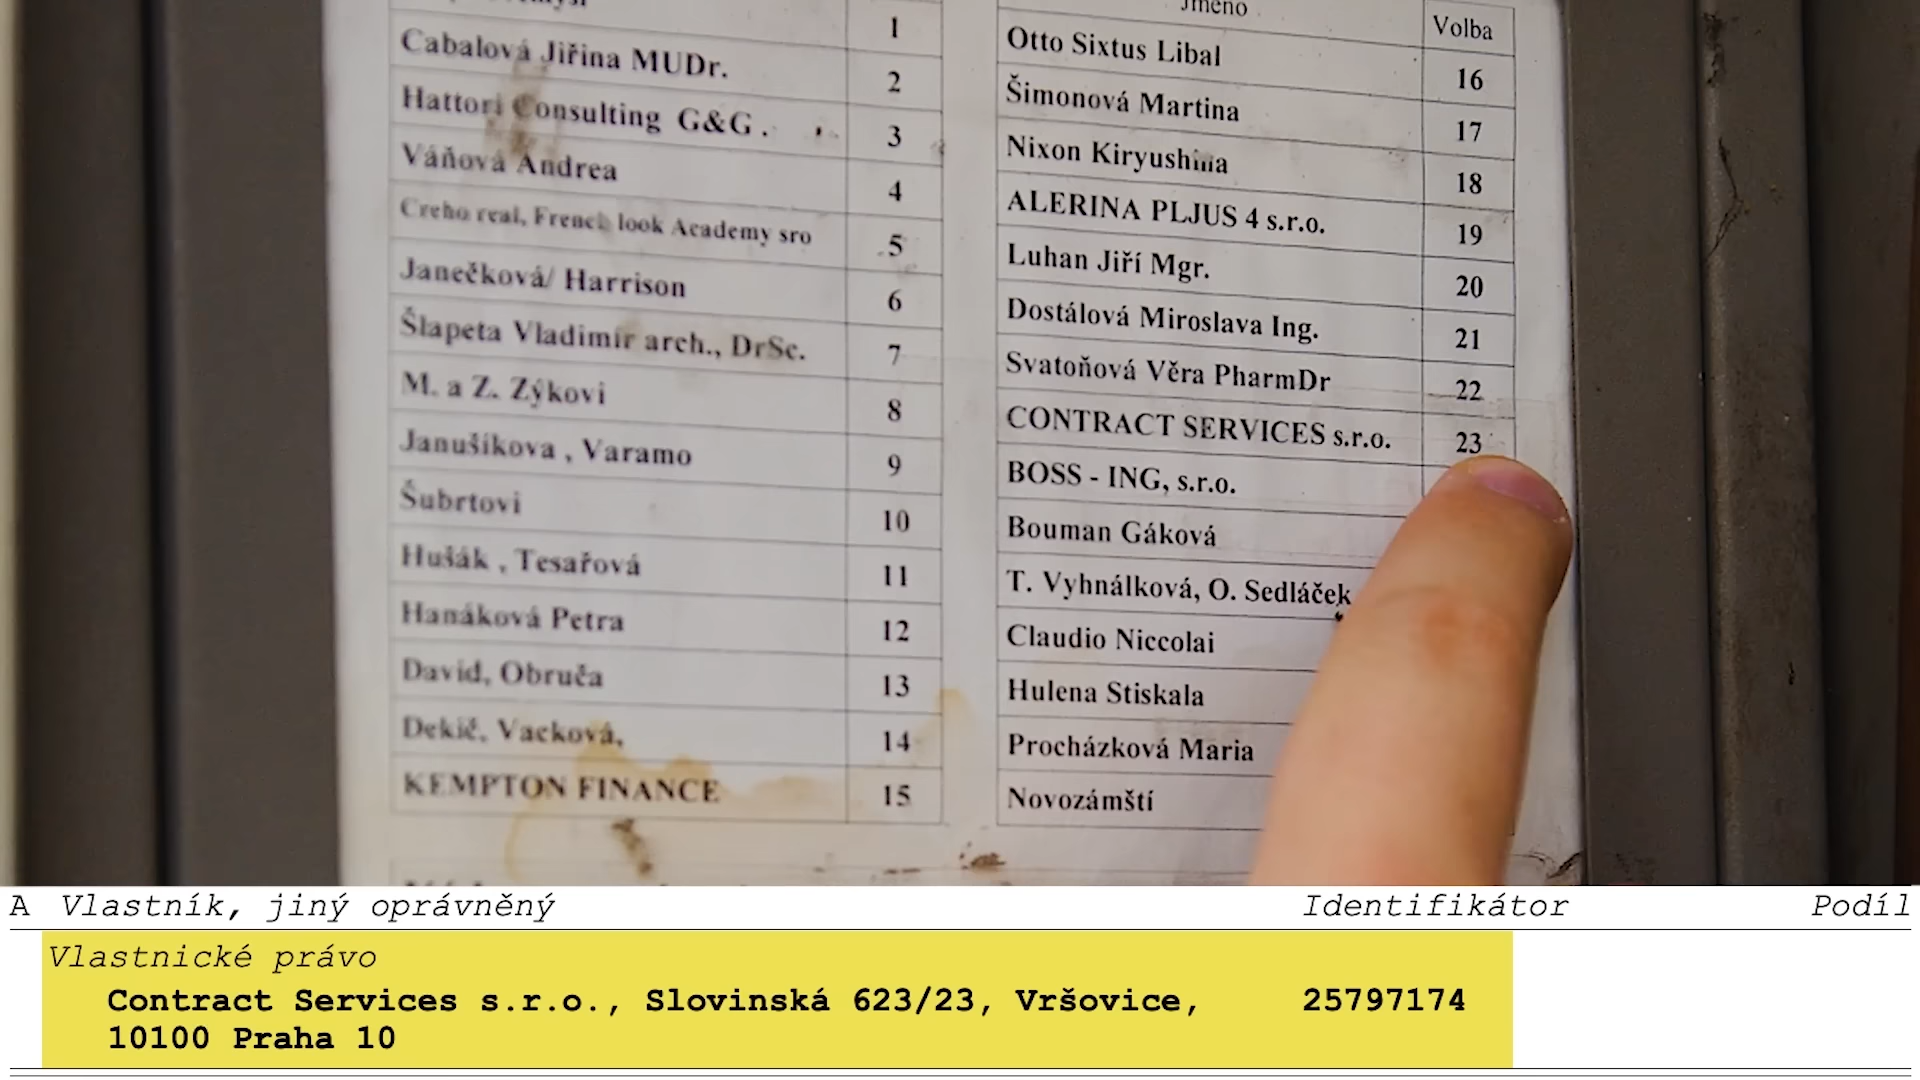 1
Cabalová Jiřina MUDr. 2
Hattori Consulting G&G . 3
Váňová Andrea 4
Creho real, French look Academy sro 5
Janečková/ Harrison 6
Šlapeta Vladimír arch., DrSc. 7
M. a Z. Zýkovi 8
Janušíkova , Varamo 9
Šubrtovi 10
Hušák , Tesařová 11
Hanáková Petra 12
David, Obruča 13
Dekič, Vacková, 14
KEMPTON FINANCE 15
Jméno Volba
Otto Sixtus Libal 16
Šimonová Martina 17
Nixon Kiryushina 18
ALERINA PLJUS 4 s.r.o. 19
Luhan Jiří Mgr. 20
Dostálová Miroslava Ing. 21
Svatoňová Věra PharmDr 22
CONTRACT SERVICES s.r.o. 23
BOSS - ING, s.r.o.
Bouman Gáková
T. Vyhnálková, O. Sedláček
Claudio Niccolai
Hulena Stiskala
Procházková Maria
Novozámští
A Vlastník, jiný oprávněný Identifikátor Podíl
Vlastnické právo
Contract Services s.r.o., Slovinská 623/23, Vršovice, 25797174
10100 Praha 10